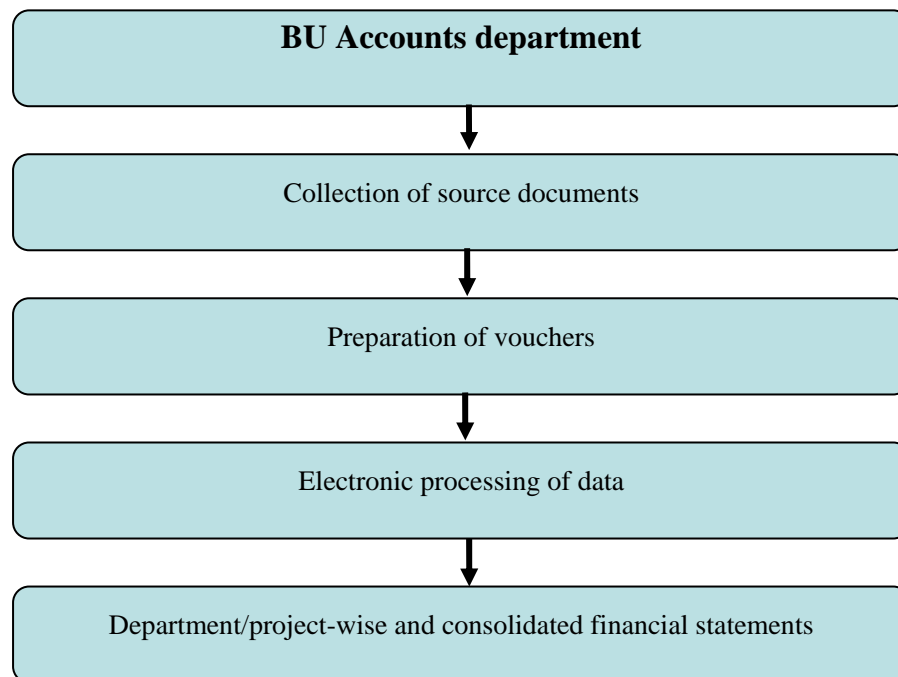 BU Accounts department
Collection of source documents
Preparation of vouchers
Electronic processing of data
Department/project-wise and consolidated financial statements